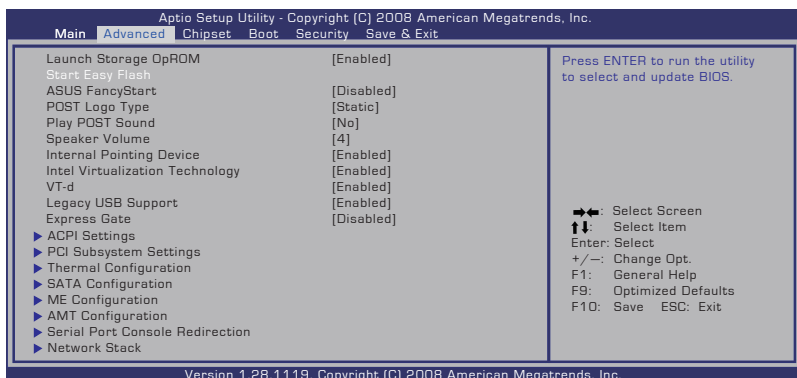 Aptio Setup Utility - Copyright (C) 2008 American Megatrends, Inc.
Main Advanced Chipset Boot Security Save & Exit
Launch Storage OpROM [Enabled]
Start Easy Flash
ASUS FancyStart [Disabled]
POST Logo Type [Static]
Play POST Sound [No]
Speaker Volume [4]
Internal Pointing Device [Enabled]
Intel Virtualization Technology [Enabled]
VT-d [Enabled]
Legacy USB Support [Enabled]
Express Gate [Disabled]
ACPI Settings
PCI Subsystem Settings
Thermal Configuration
SATA Configuration
ME Configuration
AMT Configuration
Serial Port Console Redirection
Network Stack
Press ENTER to run the utility
to select and update BIOS.
→←: Select Screen
↑↓: Select Item
Enter: Select
+/—: Change Opt.
F1: General Help
F9: Optimized Defaults
F10: Save ESC: Exit
Version 1.28.1119. Copyright (C) 2008 American Megatrends, Inc.